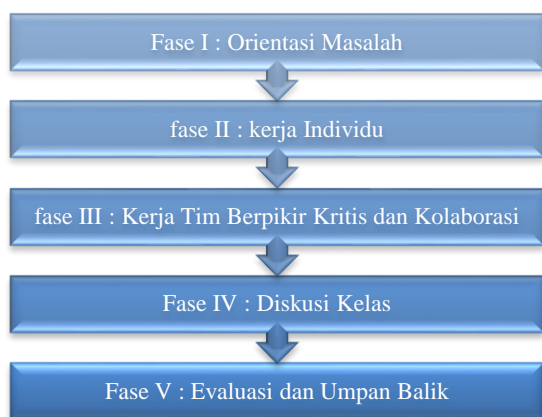 Fase I : Orientasi Masalah
fase II : kerja Individu
fase III : Kerja Tim Berpikir Kritis dan Kolaborasi
Fase IV : Diskusi Kelas
Fase V : Evaluasi dan Umpan Balik